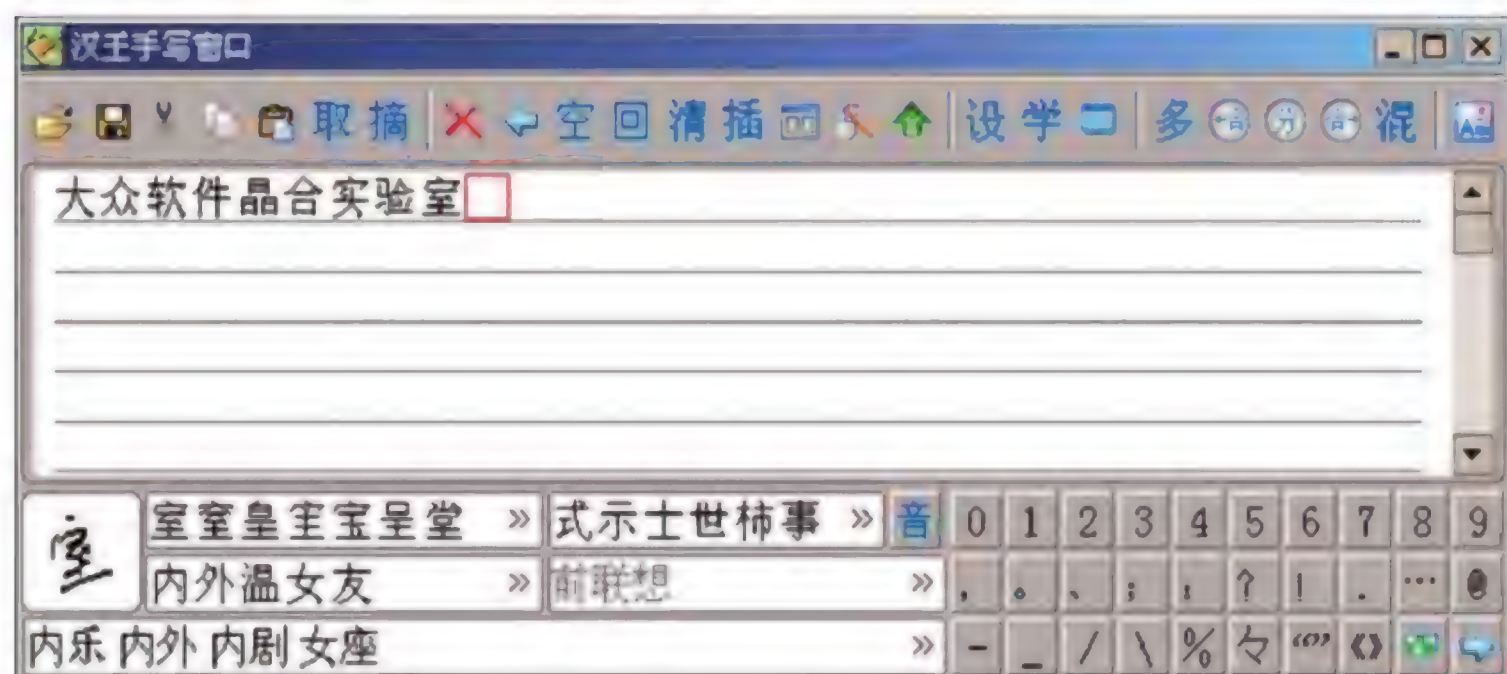 汉王手写窗口
取 摘 空 回 清 插 设 学 多 混
大众软件晶合实验室
室 室窒皇宔宝呈堂 » 式示士世柿事 » 音 0 1 2 3 4 5 6 7 8 9
内外温女友 » 前联想 » , 。 、 ; : ? ! . … @
内乐 内外 内剧 女座 » - _ / \ % 々 “” 《》